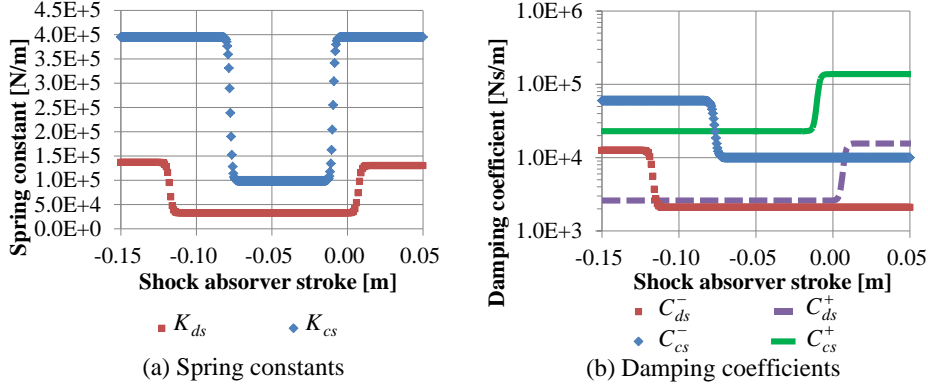 4.5E+5
4.0E+5
3.5E+5
3.0E+5
2.5E+5
2.0E+5
1.5E+5
1.0E+5
5.0E+4
0.0E+0
Spring constant [N/m]
-0.15 -0.10 -0.05 0.00 0.05
Shock absorver stroke [m]
K_ds K_cs
(a) Spring constants
1.0E+6
1.0E+5
1.0E+4
1.0E+3
Damping coefficient [Ns/m]
-0.15 -0.10 -0.05 0.00 0.05
Shock absorver stroke [m]
C_ds^- C_ds^+
C_cs^- C_cs^+
(b) Damping coefficients